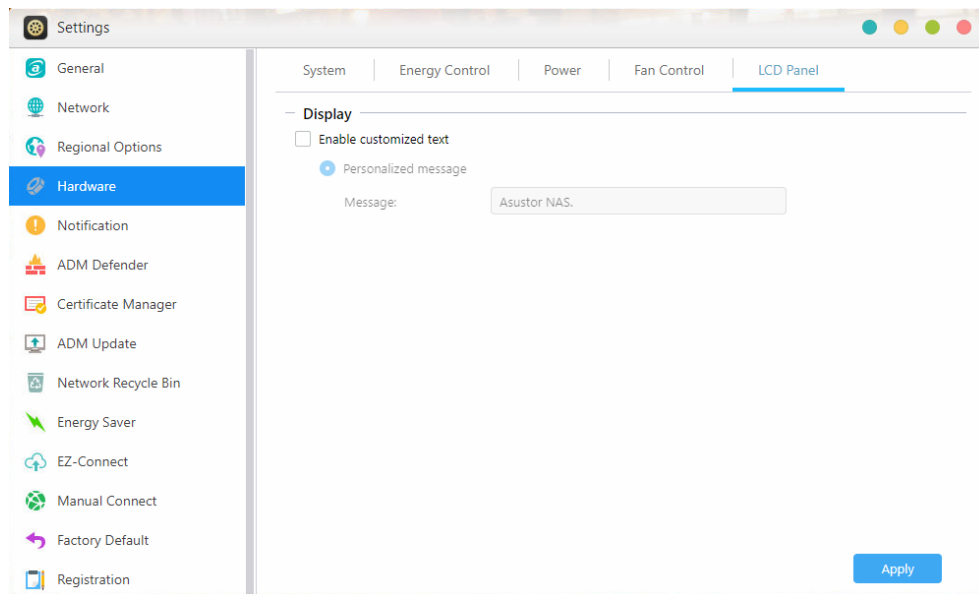 Settings
General
Network
Regional Options
Hardware
Notification
ADM Defender
Certificate Manager
ADM Update
Network Recycle Bin
Energy Saver
EZ-Connect
Manual Connect
Factory Default
Registration
System Energy Control Power Fan Control LCD Panel
Display
Enable customized text
Personalized message
Message: Asustor NAS.
Apply